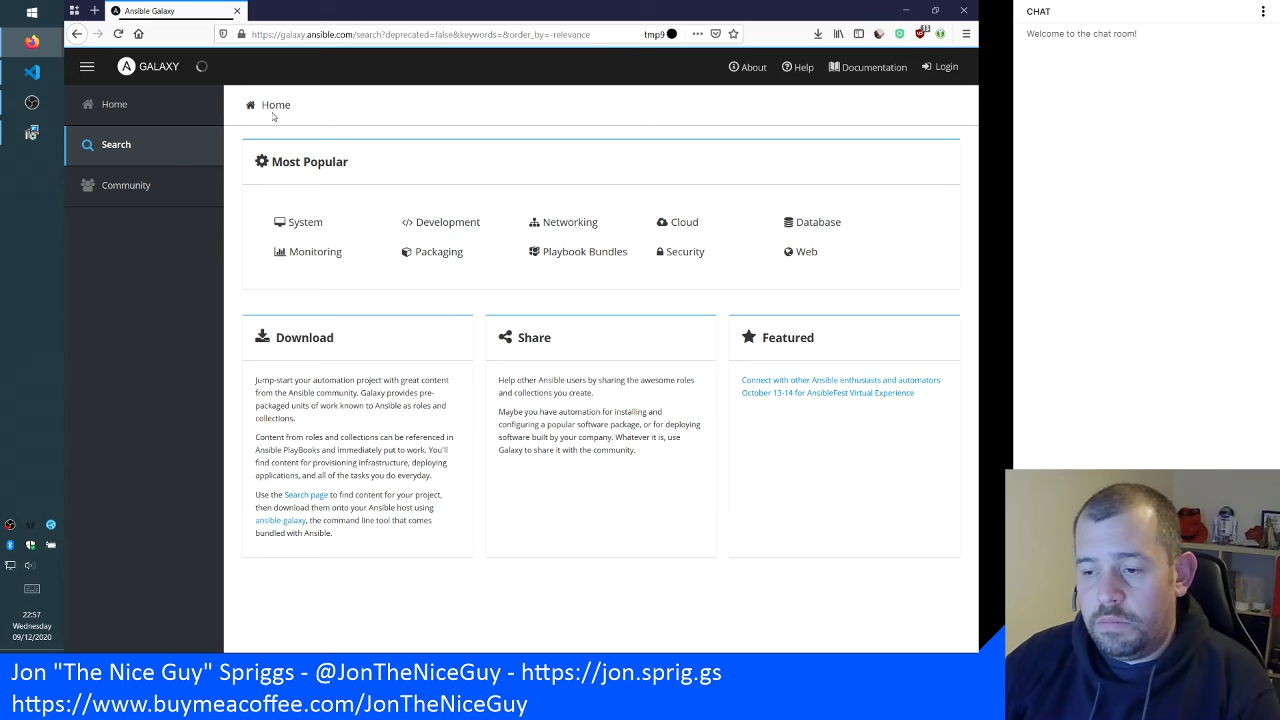 Ansible Galaxy
https://galaxy.ansible.com/search?deprecated=false&keywords=&order_by=-relevance
tmp9
13
GALAXY
About
Help
Documentation
Login
Home
Search
Community
Home
Most Popular
System
Development
Networking
Cloud
Database
Monitoring
Packaging
Playbook Bundles
Security
Web
Download
Jump-start your automation project with great content
from the Ansible community. Galaxy provides pre-
packaged units of work known to Ansible as roles and
collections.
Content from roles and collections can be referenced in
Ansible PlayBooks and immediately put to work. You'll
find content for provisioning infrastructure, deploying
applications, and all of the tasks you do everyday.
Use the Search page to find content for your project,
then download them onto your Ansible host using
ansible-galaxy, the command line tool that comes
bundled with Ansible.
Share
Help other Ansible users by sharing the awesome roles
and collections you create.
Maybe you have automation for installing and
configuring a popular software package, or for deploying
software built by your company. Whatever it is, use
Galaxy to share it with the community.
Featured
Connect with other Ansible enthusiasts and automators
October 13-14 for AnsibleFest Virtual Experience
22:57
Wednesday
09/12/2020
CHAT
Welcome to the chat room!
Jon "The Nice Guy" Spriggs - @JonTheNiceGuy - https://jon.sprig.gs
https://www.buymeacoffee.com/JonTheNiceGuy